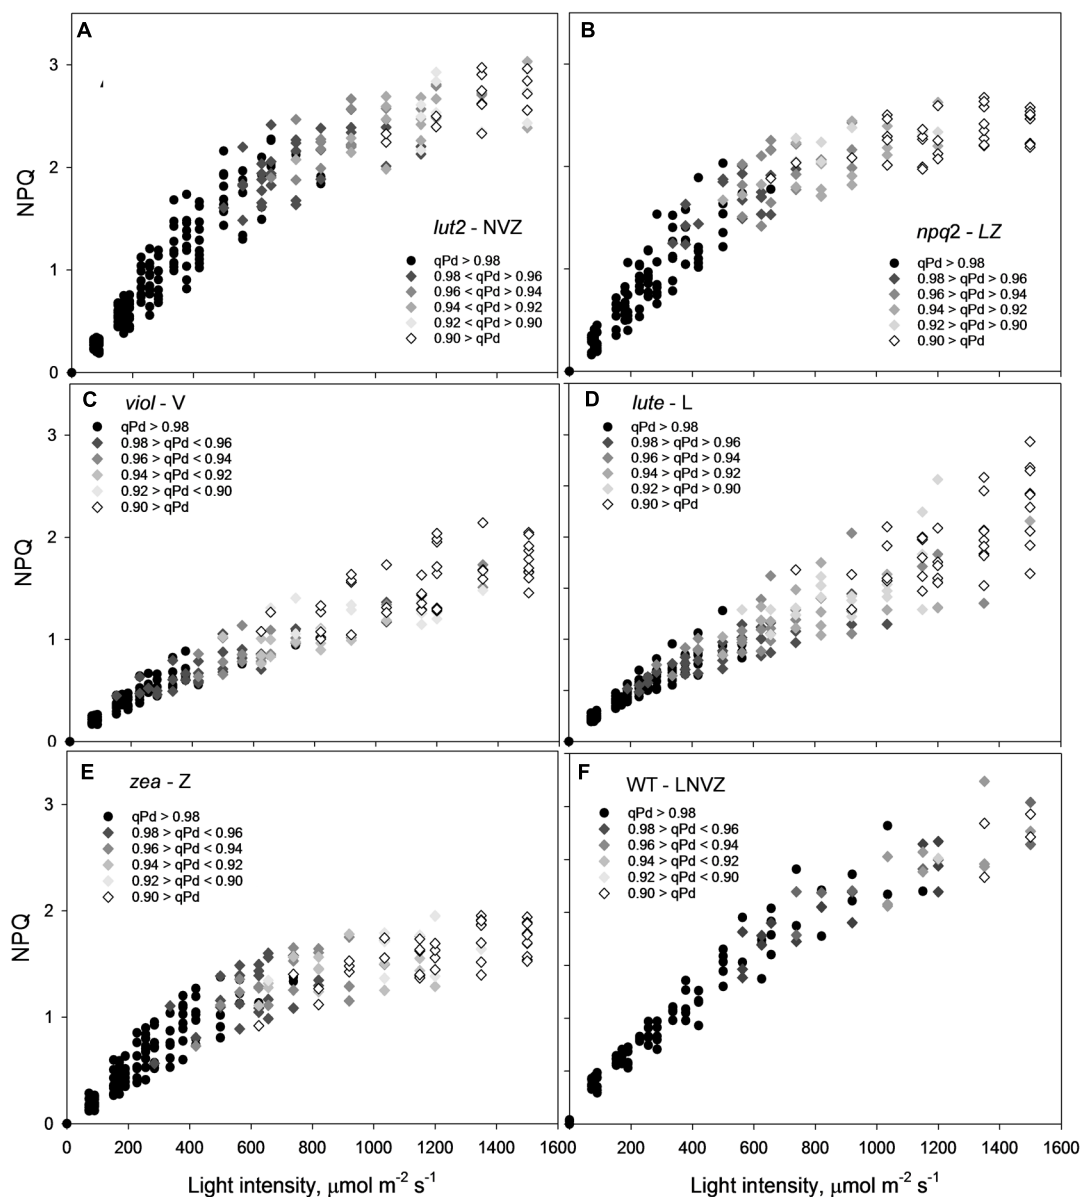 A
B
3
2
1
0
NPQ
lut2 - NVZ
qPd > 0.98
0.98 < qPd > 0.96
0.96 < qPd > 0.94
0.94 < qPd > 0.92
0.92 < qPd > 0.90
0.90 > qPd
npq2 - LZ
qPd > 0.98
0.98 > qPd > 0.96
0.96 > qPd > 0.94
0.94 > qPd > 0.92
0.92 > qPd > 0.90
0.90 > qPd
C
viol - V
qPd > 0.98
0.98 > qPd < 0.96
0.96 > qPd < 0.94
0.94 > qPd < 0.92
0.92 > qPd < 0.90
0.90 > qPd
3
2
1
0
NPQ
D
lute - L
qPd > 0.98
0.98 > qPd > 0.96
0.96 > qPd > 0.94
0.94 > qPd > 0.92
0.92 > qPd > 0.90
0.90 > qPd
E
zea - Z
qPd > 0.98
0.98 > qPd < 0.96
0.96 > qPd < 0.94
0.94 > qPd < 0.92
0.92 > qPd < 0.90
0.90 > qPd
3
2
1
0
NPQ
F
WT - LNVZ
qPd > 0.98
0.98 > qPd < 0.96
0.96 > qPd < 0.94
0.94 > qPd < 0.92
0.92 > qPd < 0.90
0.90 > qPd
0 200 400 600 800 1000 1200 1400 1600
200 400 600 800 1000 1200 1400 1600
Light intensity, μmol m⁻² s⁻¹
Light intensity, μmol m⁻² s⁻¹